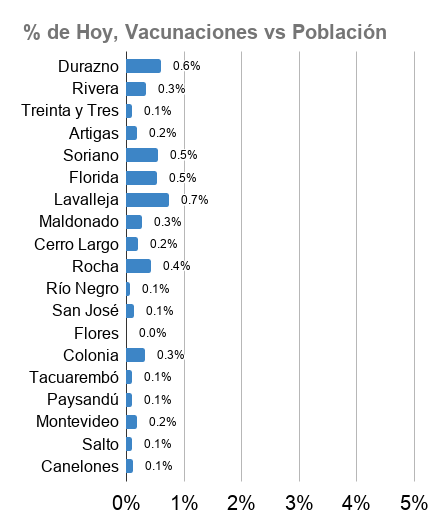 % de Hoy, Vacunaciones vs Población
Durazno 0.6%
Rivera 0.3%
Treinta y Tres 0.1%
Artigas 0.2%
Soriano 0.5%
Florida 0.5%
Lavalleja 0.7%
Maldonado 0.3%
Cerro Largo 0.2%
Rocha 0.4%
Río Negro 0.1%
San José 0.1%
Flores 0.0%
Colonia 0.3%
Tacuarembó 0.1%
Paysandú 0.1%
Montevideo 0.2%
Salto 0.1%
Canelones 0.1%
0% 1% 2% 3% 4% 5%